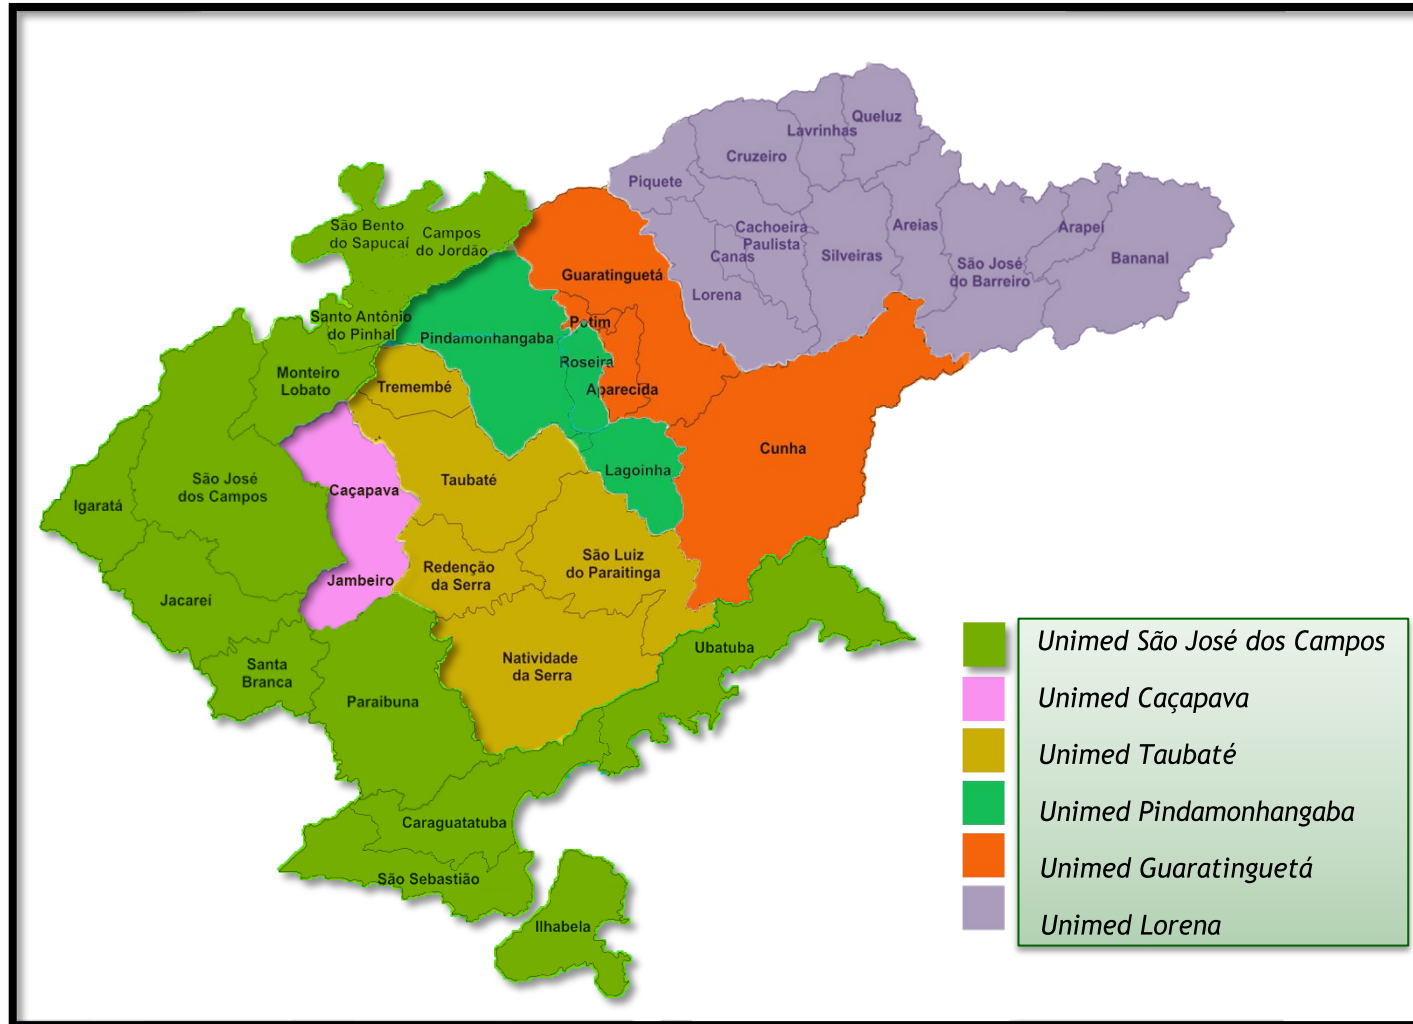 Queluz
Lavrinhas
Cruzeiro
Piquete
São Bento
do Sapucaí
Campos
do Jordão
Cachoeira
Paulista
Canas
Silveiras
Areias
Arapeí
Bananal
São José
do Barreiro
Lorena
Guaratinguetá
Santo Antônio
do Pinhal
Pindamonhangaba
Potim
Roseira
Aparecida
Monteiro
Lobato
Tremembé
Cunha
Lagoinha
Taubaté
São José
dos Campos
Caçapava
Igaratá
Redenção
da Serra
São Luiz
do Paraitinga
Jambeiro
Jacareí
Santa
Branca
Natividade
da Serra
Ubatuba
Paraibuna
Caraguatatuba
São Sebastião
Ilhabela
Unimed São José dos Campos
Unimed Caçapava
Unimed Taubaté
Unimed Pindamonhangaba
Unimed Guaratinguetá
Unimed Lorena